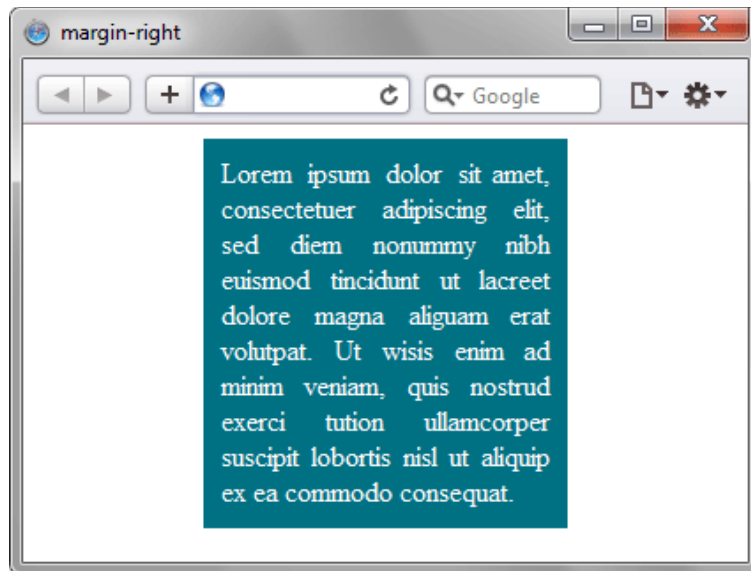 margin-right
Google
Lorem ipsum dolor sit amet,
consectetuer adipiscing elit,
sed diem nonummy nibh
euismod tincidunt ut lacreet
dolore magna aliguam erat
volutpat. Ut wisis enim ad
minim veniam, quis nostrud
exerci tution ullamcorper
suscipit lobortis nisl ut aliquip
ex ea commodo consequat.